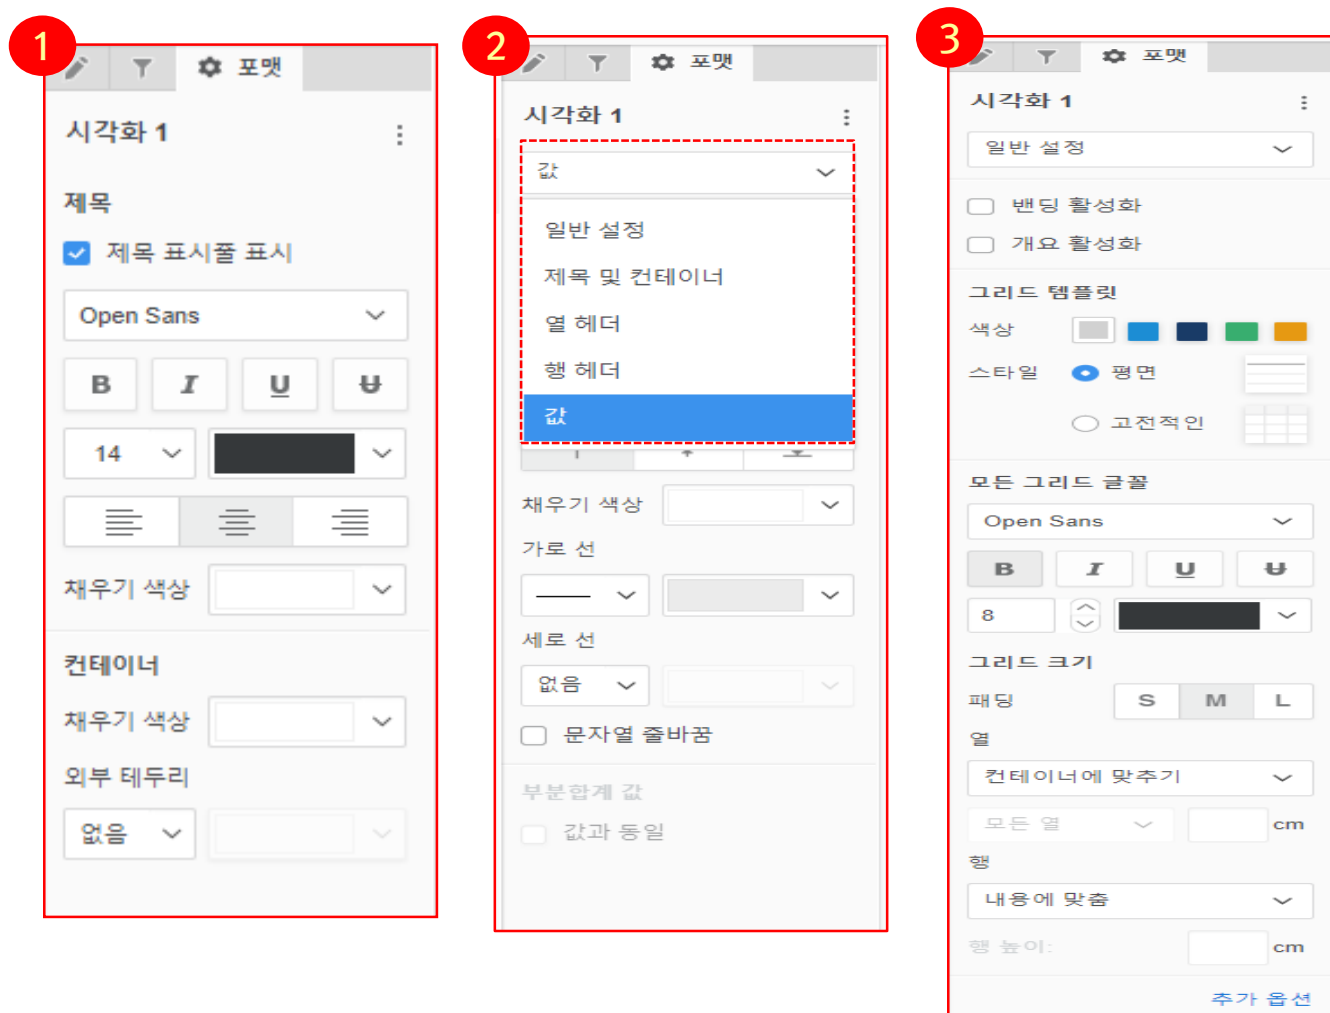 1
포맷
시각화 1
제목
제목 표시줄 표시
Open Sans
B I U U
14
채우기 색상
컨테이너
채우기 색상
외부 테두리
없음
2
포맷
시각화 1
값
일반 설정
제목 및 컨테이너
열 헤더
행 헤더
값
채우기 색상
가로 선
세로 선
없음
문자열 줄바꿈
부분합계 값
값과 동일
3
포맷
시각화 1
일반 설정
밴딩 활성화
개요 활성화
그리드 템플릿
색상
스타일 평면
고전적인
모든 그리드 글꼴
Open Sans
B I U U
8
그리드 크기
패딩 S M L
열
컨테이너에 맞추기
모든 열 cm
행
내용에 맞춤
행 높이: cm
추가 옵션